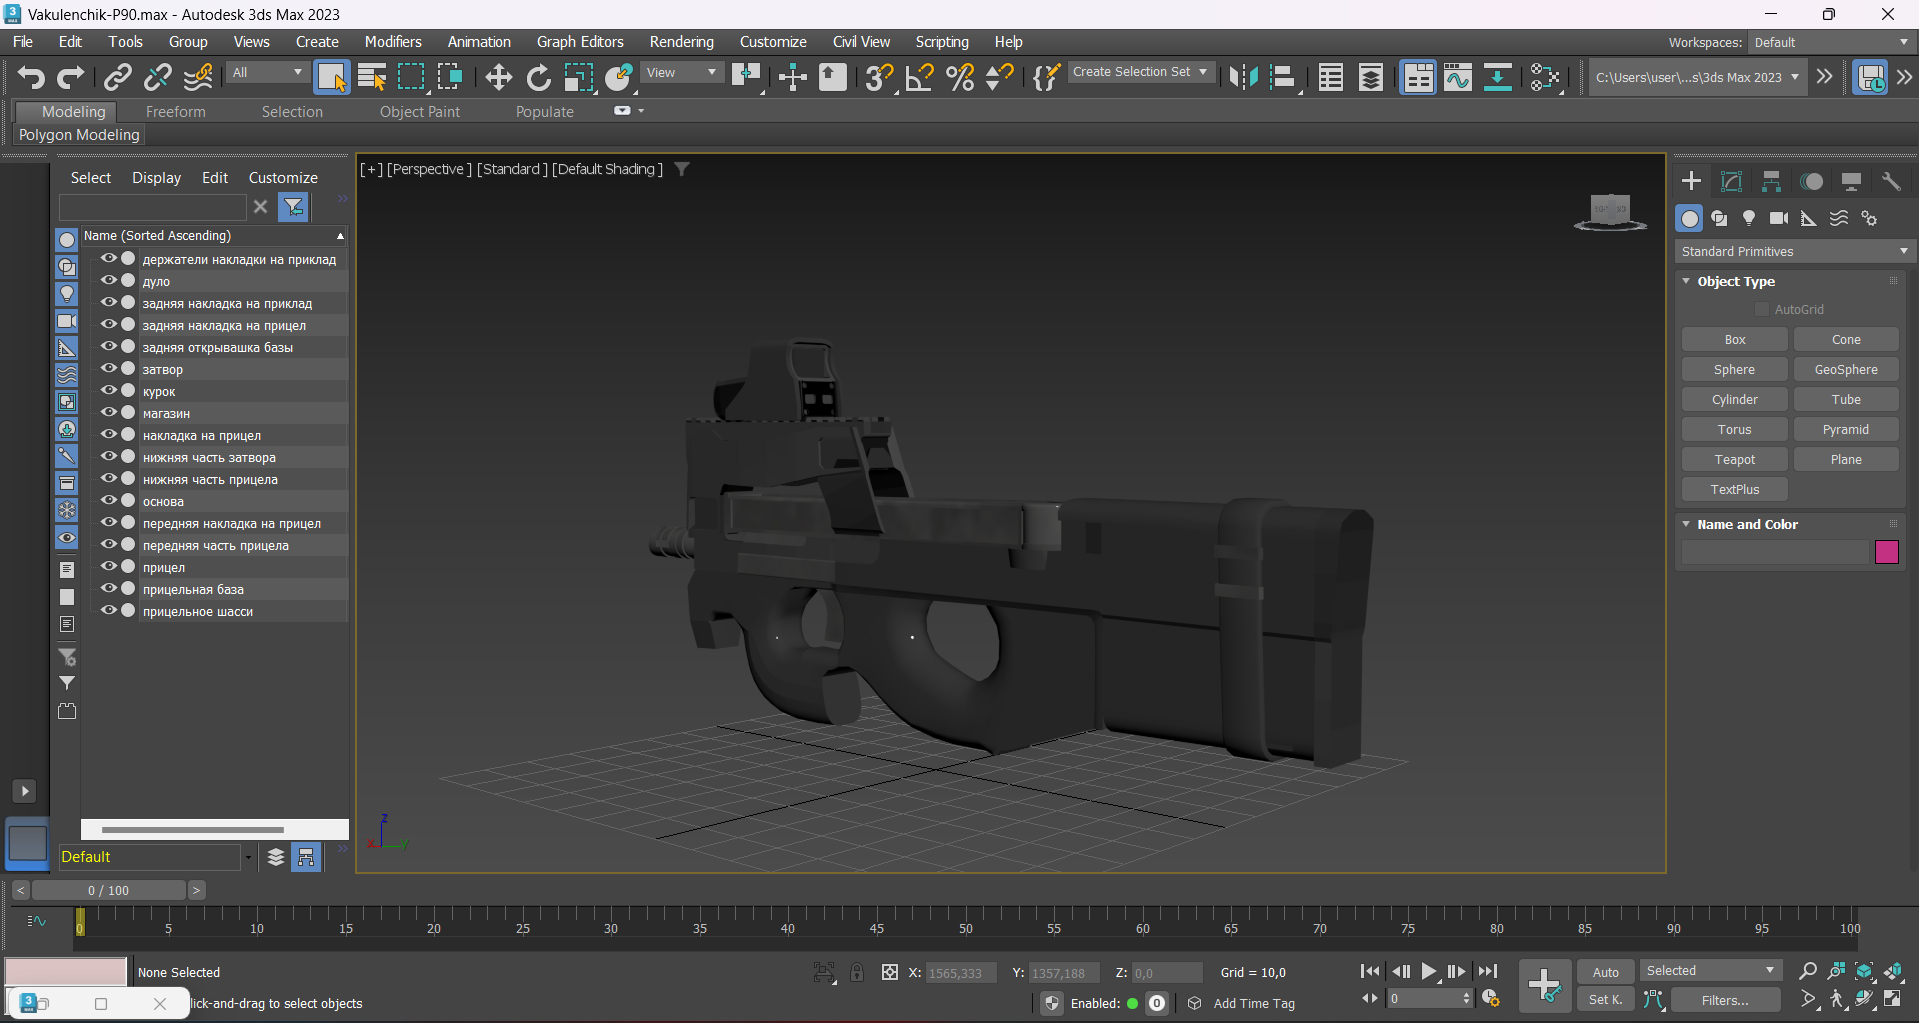 Vakulenchik-P90.max - Autodesk 3ds Max 2023
File Edit Tools Group Views Create Modifiers Animation Graph Editors Rendering Customize Civil View Scripting Help Workspaces: Default
All View Create Selection Set C:\Users\user\...s\3ds Max 2023
Modeling Freeform Selection Object Paint Populate
Polygon Modeling
Select Display Edit Customize
Name (Sorted Ascending)
держатели накладки на приклад
дуло
задняя накладка на приклад
задняя накладка на прицел
задняя открывашка базы
затвор
курок
магазин
накладка на прицел
нижняя часть затвора
нижняя часть прицела
основа
передняя накладка на прицел
передняя часть прицела
прицел
прицельная база
прицельное шасси
Default
[+] [Perspective ] [Standard ] [Default Shading ]
Z
X
Y
Standard Primitives
Object Type
AutoGrid
Box Cone
Sphere GeoSphere
Cylinder Tube
Torus Pyramid
Teapot Plane
TextPlus
Name and Color
< 0 / 100 >
0 5 10 15 20 25 30 35 40 45 50 55 60 65 70 75 80 85 90 95 100
None Selected X: 1565,333 Y: 1357,188 Z: 0,0 Grid = 10,0 Auto Selected
lick-and-drag to select objects Enabled: 0 Add Time Tag 0 Set K. Filters...